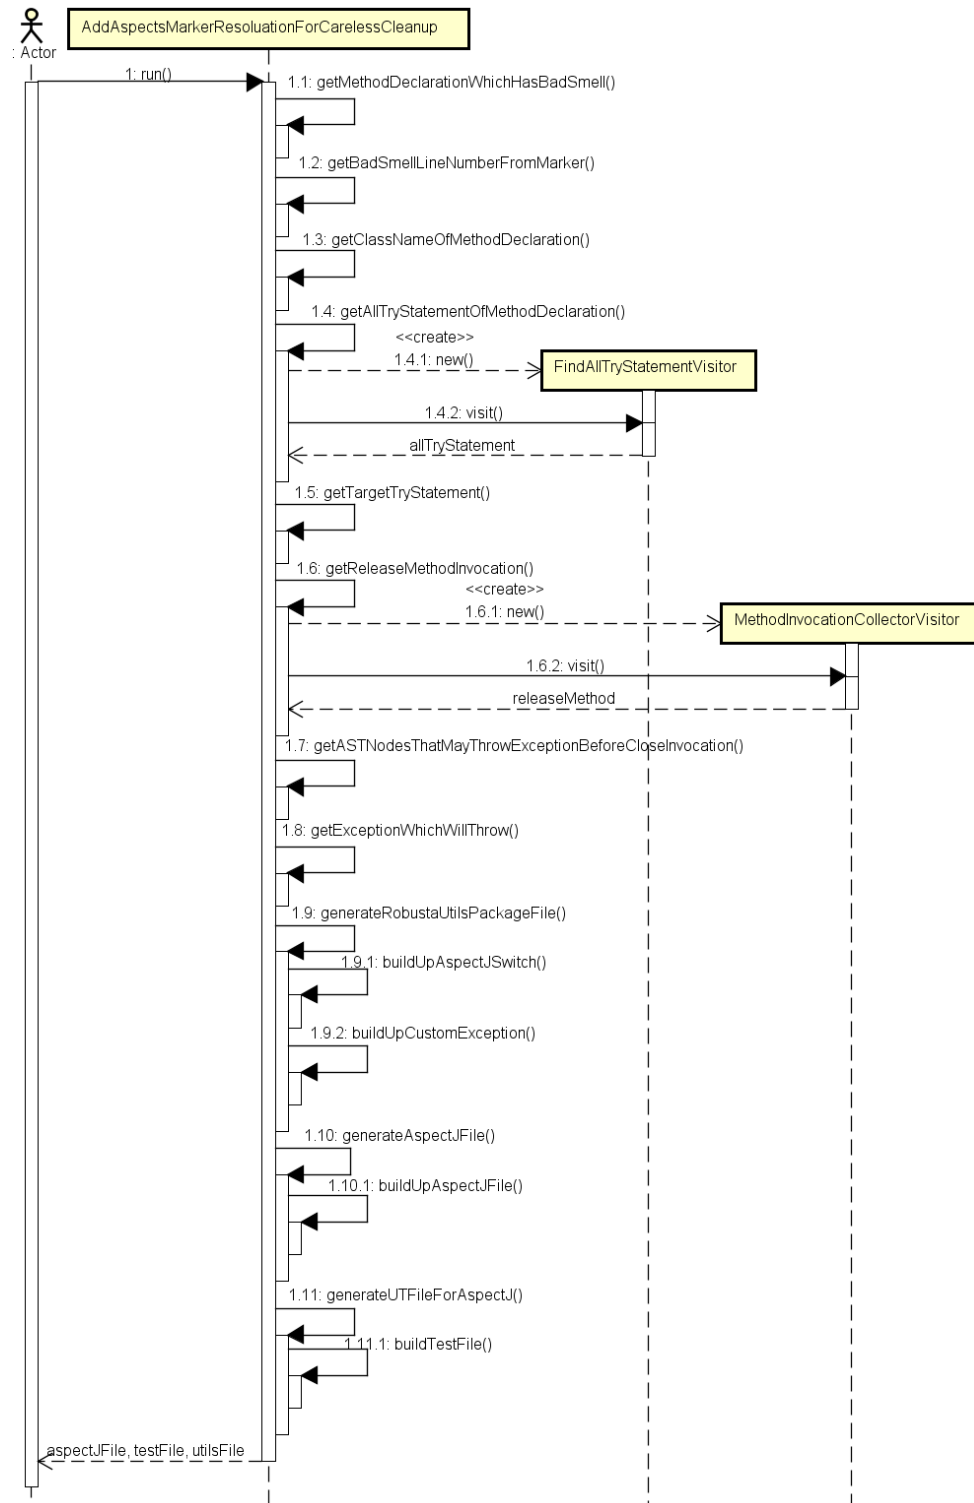 AddAspectsMarkerResoluationForCarelessCleanup
: Actor
1: run()
1.1: getMethodDeclarationWhichHasBadSmell()
1.2: getBadSmellLineNumberFromMarker()
1.3: getClassNameOfMethodDeclaration()
1.4: getAllTryStatementOfMethodDeclaration()
<<create>>
1.4.1: new()
FindAllTryStatementVisitor
1.4.2: visit()
allTryStatement
1.5: getTargetTryStatement()
1.6: getReleaseMethodInvocation()
<<create>>
1.6.1: new()
MethodInvocationCollectorVisitor
1.6.2: visit()
releaseMethod
1.7: getASTNodesThatMayThrowExceptionBeforeCloseInvocation()
1.8: getExceptionWhichWillThrow()
1.9: generateRobustaUtilsPackageFile()
1.9.1: buildUpAspectJSwitch()
1.9.2: buildUpCustomException()
1.10: generateAspectJFile()
1.10.1: buildUpAspectJFile()
1.11: generateUTFileForAspectJ()
1.11.1: buildTestFile()
aspectJFile, testFile, utilsFile